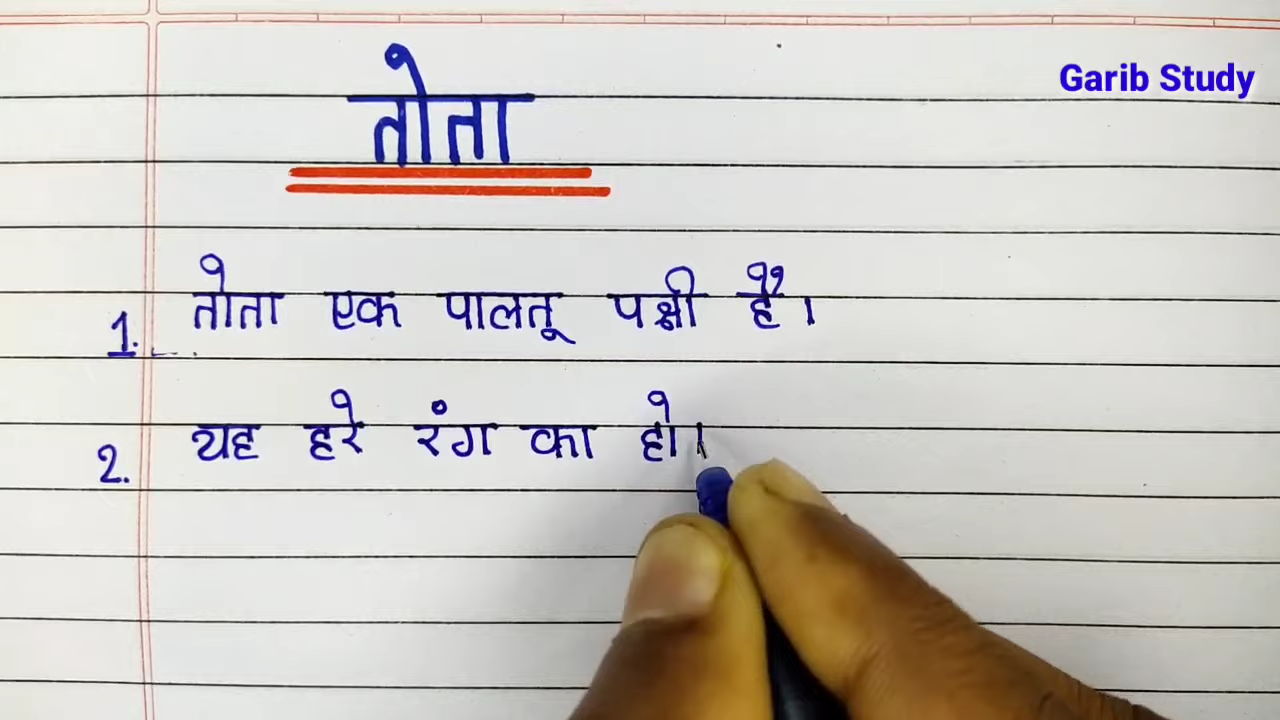 Garib Study
तोता
1. तोता एक पालतू पक्षी है।
2. यह हरे रंग का हो